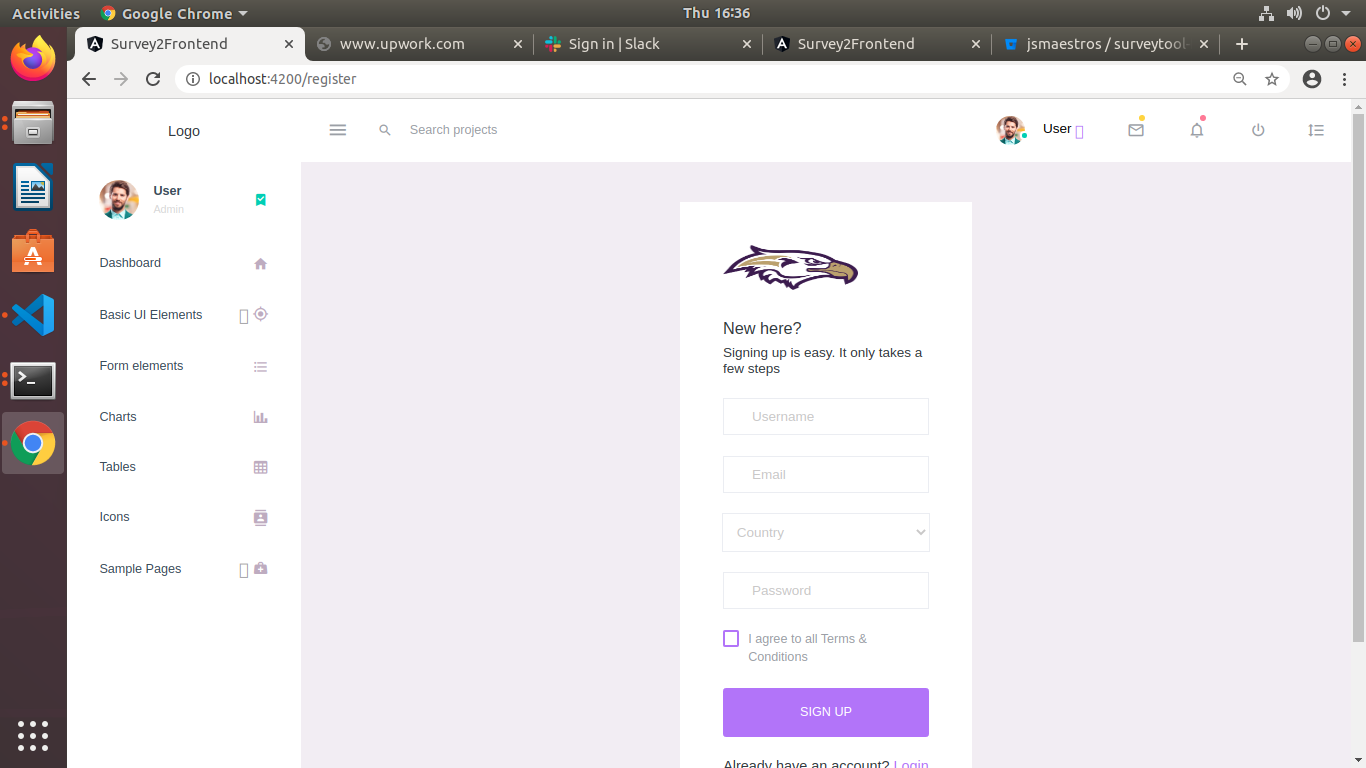 Activities
Google Chrome
Thu 16:36
Survey2Frontend
www.upwork.com
Sign in | Slack
Survey2Frontend
jsmaestros / surveytool
localhost:4200/register
Logo
Search projects
User
User
Admin
Dashboard
Basic UI Elements
Form elements
Charts
Tables
Icons
Sample Pages
New here?
Signing up is easy. It only takes a
few steps
Username
Email
Country
Password
I agree to all Terms &
Conditions
SIGN UP
Already have an account? Login